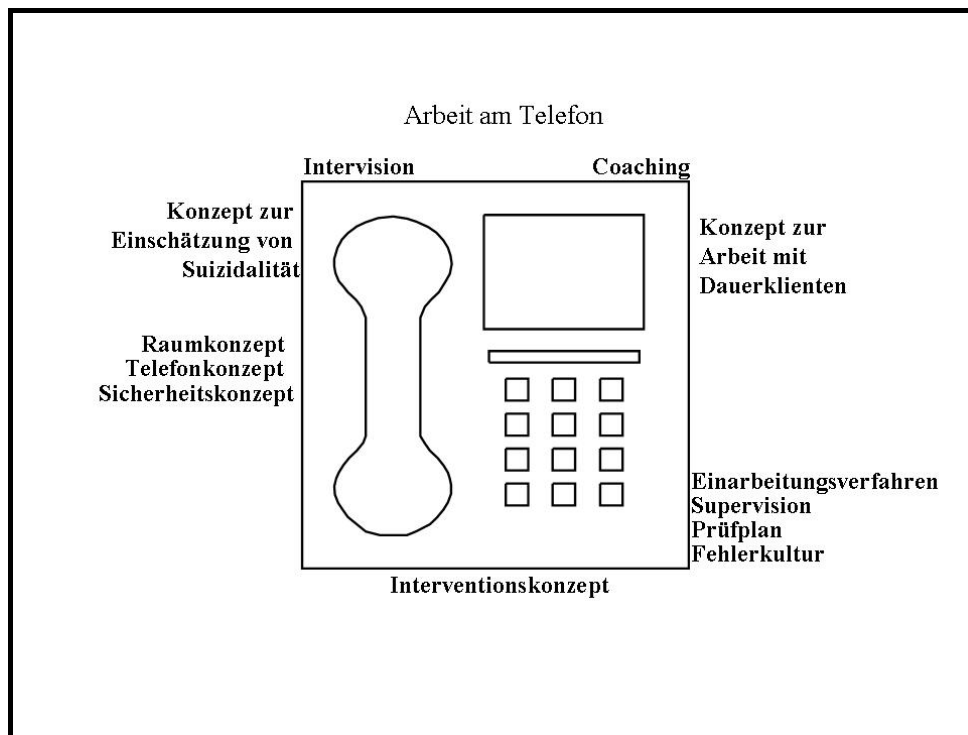 Arbeit am Telefon
Intervision
Coaching
Konzept zur
Einschätzung von
Suizidalität
Konzept zur
Arbeit mit
Dauerklienten
Raumkonzept
Telefonkonzept
Sicherheitskonzept
Einarbeitungsverfahren
Supervision
Prüfplan
Fehlerkultur
Interventionskonzept